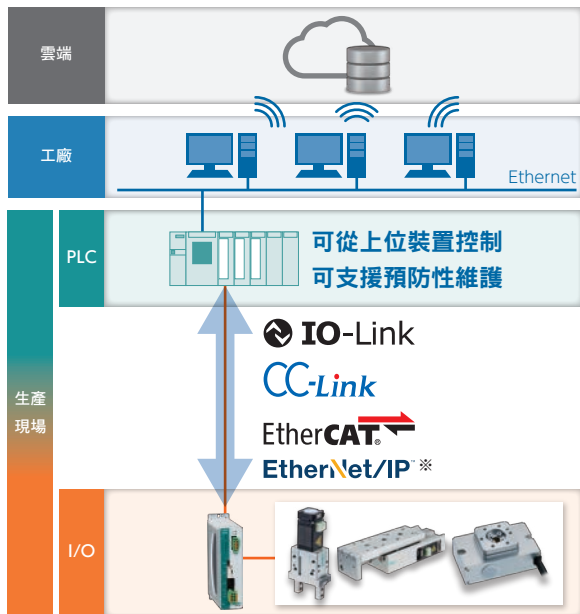 雲端
工廠
Ethernet
PLC
可從上位裝置控制
可支援預防性維護
IO-Link
CC-Link
EtherCAT®
EtherNet/IP™ ※
生產
現場
I/O